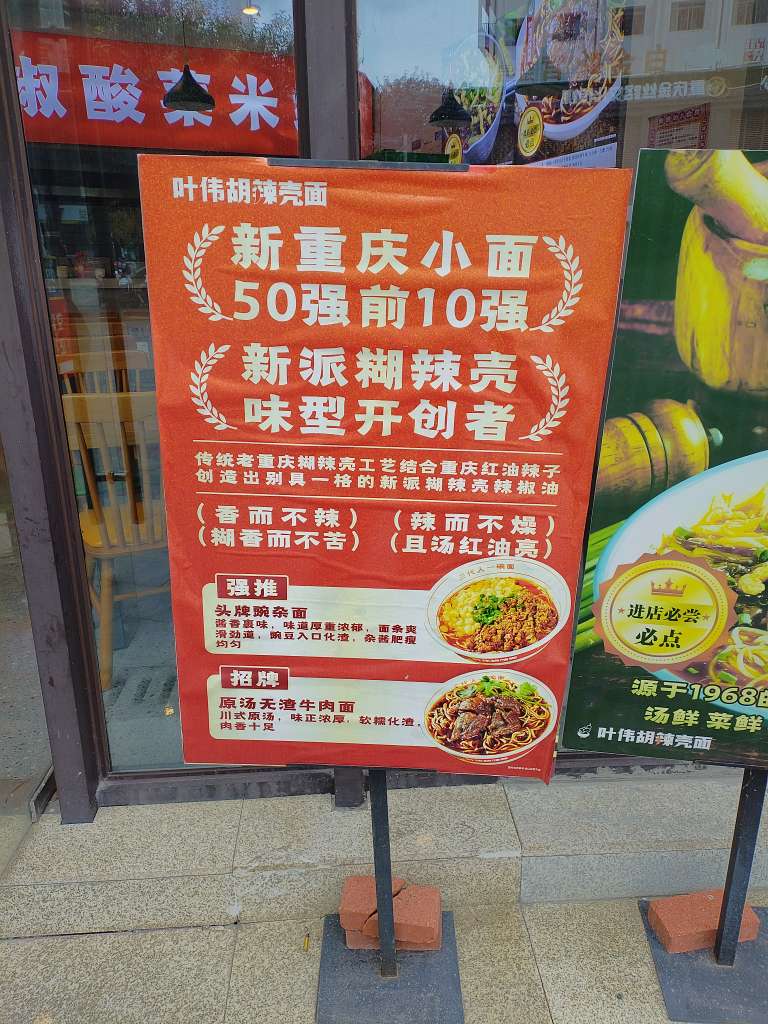 椒酸菜米
叶伟胡辣壳面
新重庆小面
50强前10强
新派糊辣壳
味型开创者
传统老重庆糊辣壳工艺结合重庆红油辣子
创造出别具一格的新派糊辣壳辣椒油
(香而不辣) (辣而不燥)
(糊香而不苦) (且汤红油亮)
三代人一碗面
强推
头牌豌杂面
酱香裹味，味道厚重浓郁，面条爽
滑劲道，豌豆入口化渣，杂酱肥瘦
均匀
招牌
原汤无渣牛肉面
川式原汤，味正浓厚，软糯化渣，
肉香十足
进店必尝
必点
源于1968的
汤鲜 菜鲜
叶伟胡辣壳面